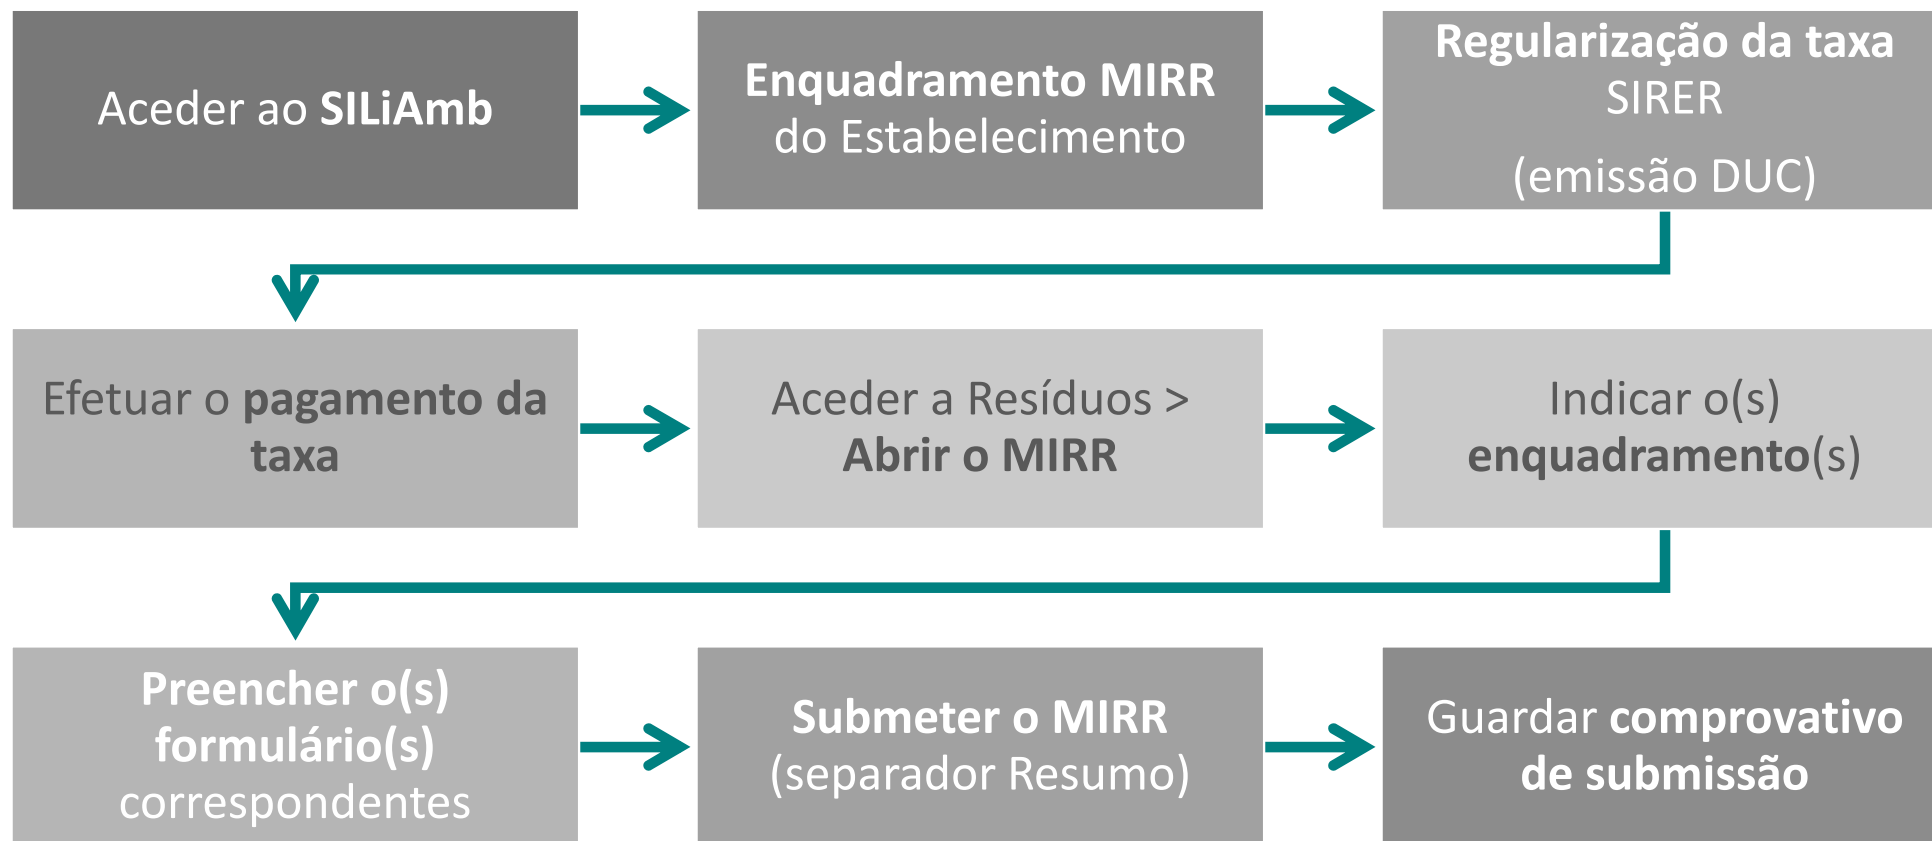 Aceder ao SILiAmb
Enquadramento MIRR
do Estabelecimento
Regularização da taxa
SIRER
(emissão DUC)
Efetuar o pagamento da
taxa
Aceder a Resíduos >
Abrir o MIRR
Indicar o(s)
enquadramento(s)
Preencher o(s)
formulário(s)
correspondentes
Submeter o MIRR
(separador Resumo)
Guardar comprovativo
de submissão